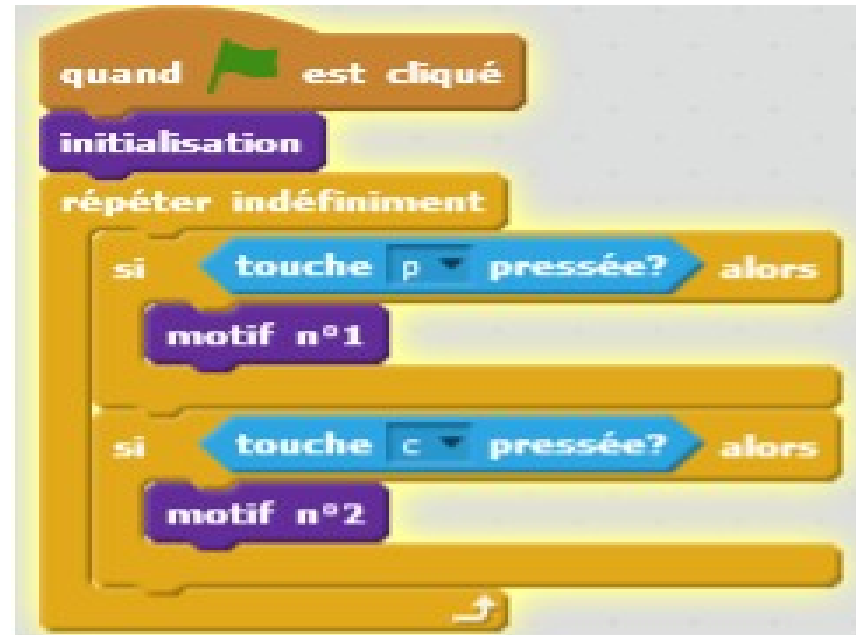 quand est cliqué
initialisation
répéter indéfiniment
si touche p pressée? alors
motif n°1
si touche c pressée? alors
motif n°2